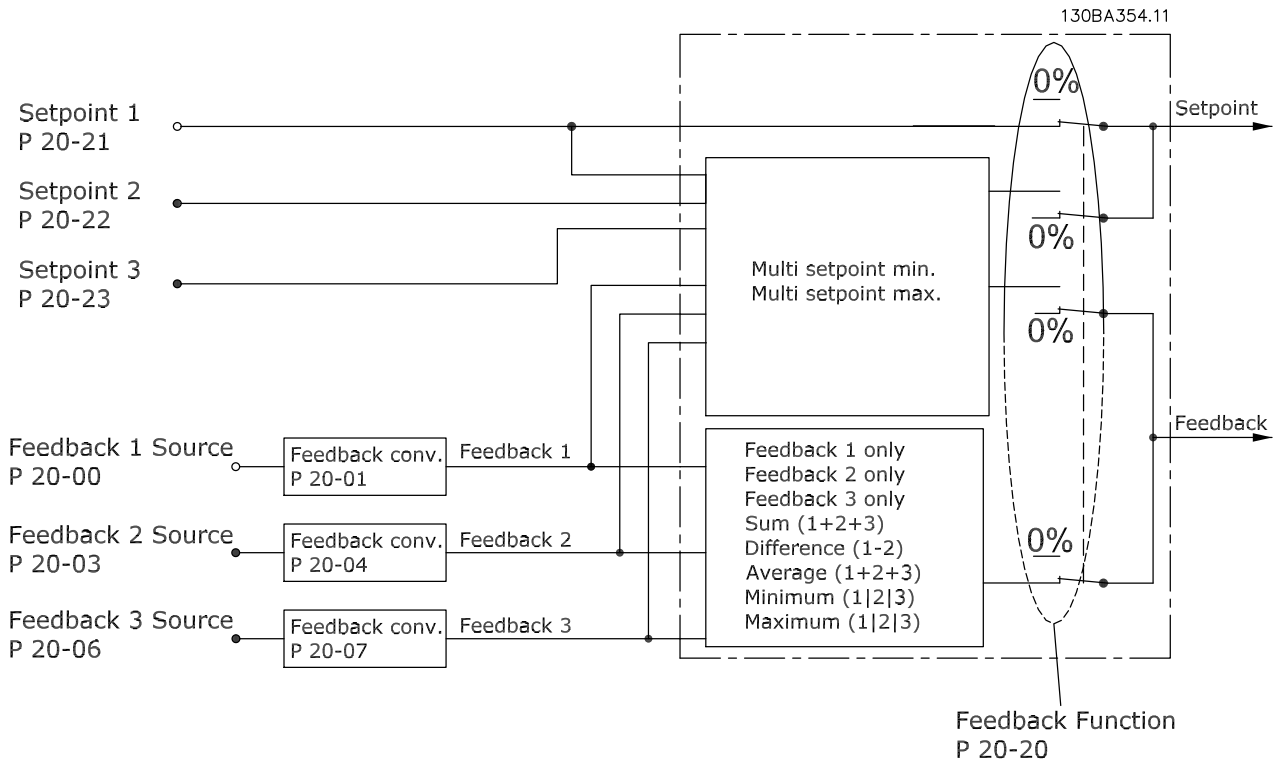 130BA354.11
0%
Setpoint 1
P 20-21
Setpoint
Setpoint 2
P 20-22
0%
Setpoint 3
P 20-23
Multi setpoint min.
Multi setpoint max.
0%
Feedback 1 Source
P 20-00
Feedback conv.
P 20-01
Feedback 1
Feedback
Feedback 1 only
Feedback 2 only
Feedback 3 only
Sum (1+2+3)
Difference (1-2)
Average (1+2+3)
Minimum (1|2|3)
Maximum (1|2|3)
0%
Feedback 2 Source
P 20-03
Feedback conv.
P 20-04
Feedback 2
Feedback 3 Source
P 20-06
Feedback conv.
P 20-07
Feedback 3
Feedback Function
P 20-20